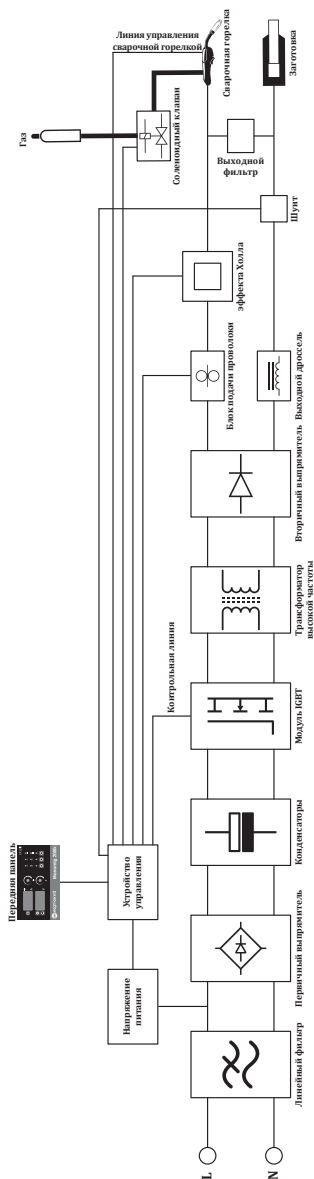 Газ
Линия управления
сварочной горелкой
Сварочная горелка
Заготовка
Соленоидный клапан
Выходной
фильтр
Шунт
эффекта Холла
Блок подачи проволоки
Выходной дроссель
Вторичный выпрямитель
Трансформатор
высокой частоты
Контрольная линия
Модуль IGBT
Передняя панель
Устройство
управления
Конденсаторы
Напряжение
питания
Первичный выпрямитель
Линейный фильтр
L
N